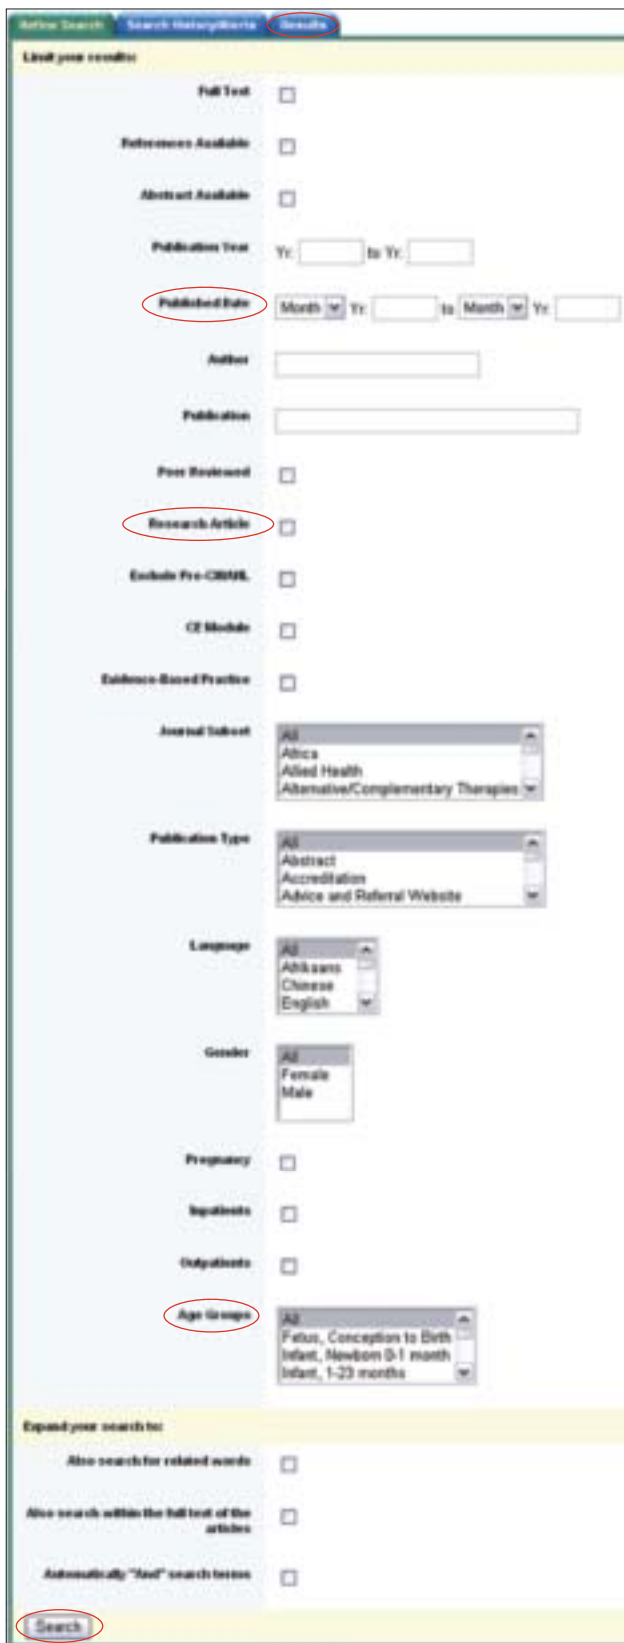 Refine Search Search History/Alerts Results
Limit your results:
Full Text
References Available
Abstract Available
Publication Year Yr: to Yr:
Published Date Month Yr: to Month Yr:
Author
Publication
Peer Reviewed
Research Article
Exclude Pre-CINAHL
CE Module
Evidence-Based Practice
Journal Subset All
Africa
Allied Health
Alternative/Complementary Therapies
Publication Type All
Abstract
Accreditation
Advice and Referral Website
Language All
Afrikaans
Chinese
English
Gender All
Female
Male
Pregnancy
Inpatients
Outpatients
Age Groups All
Fetus, Conception to Birth
Infant, Newborn 0-1 month
Infant, 1-23 months
Expand your search to:
Also search for related words
Also search within the full text of the
articles
Automatically "And" search terms
Search